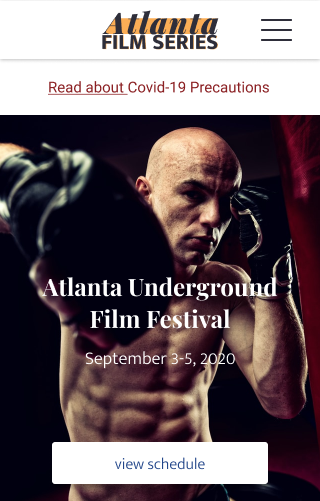 Atlanta
FILM SERIES
Read about Covid-19 Precautions
Atlanta Underground
Film Festival
September 3-5, 2020
view schedule